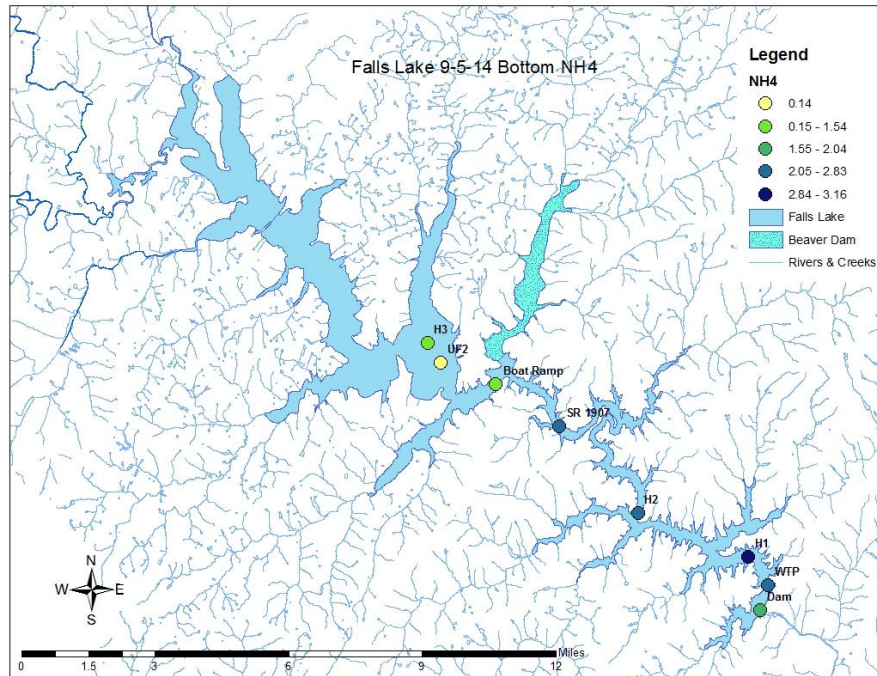 Falls Lake 9-5-14 Bottom NH4
Legend
NH4
0.14
0.15 - 1.54
1.55 - 2.04
2.05 - 2.83
2.84 - 3.16
Falls Lake
Beaver Dam
Rivers & Creeks
H3
UF2
Boat Ramp
SR 1907
H2
H1
WTP
Dam
N
W E
S
Miles
0 1.5 3 6 9 12